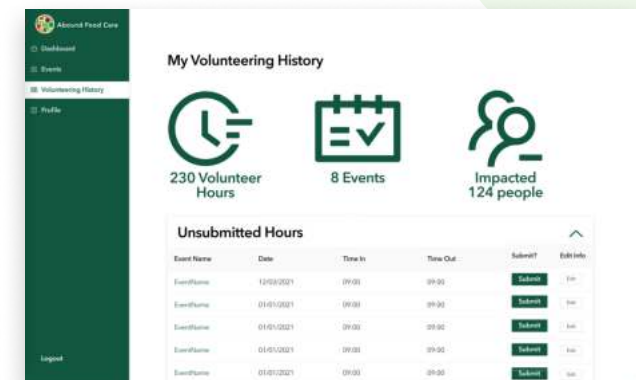 Abound Food Care
Dashboard
Events
Volunteering History
Profile
Logout
My Volunteering History
230 Volunteer
Hours
8 Events
Impacted
124 people
Unsubmitted Hours
Event Name Date Time In Time Out Submit? Edit Info
EventName 12/03/2021 09:00 09:00 Submit Edit
EventName 01/01/2021 09:00 09:00 Submit Edit
EventName 01/01/2021 09:00 09:00 Submit Edit
EventName 01/01/2021 09:00 09:00 Submit Edit
EventName 01/01/2021 09:00 09:00 Submit Edit